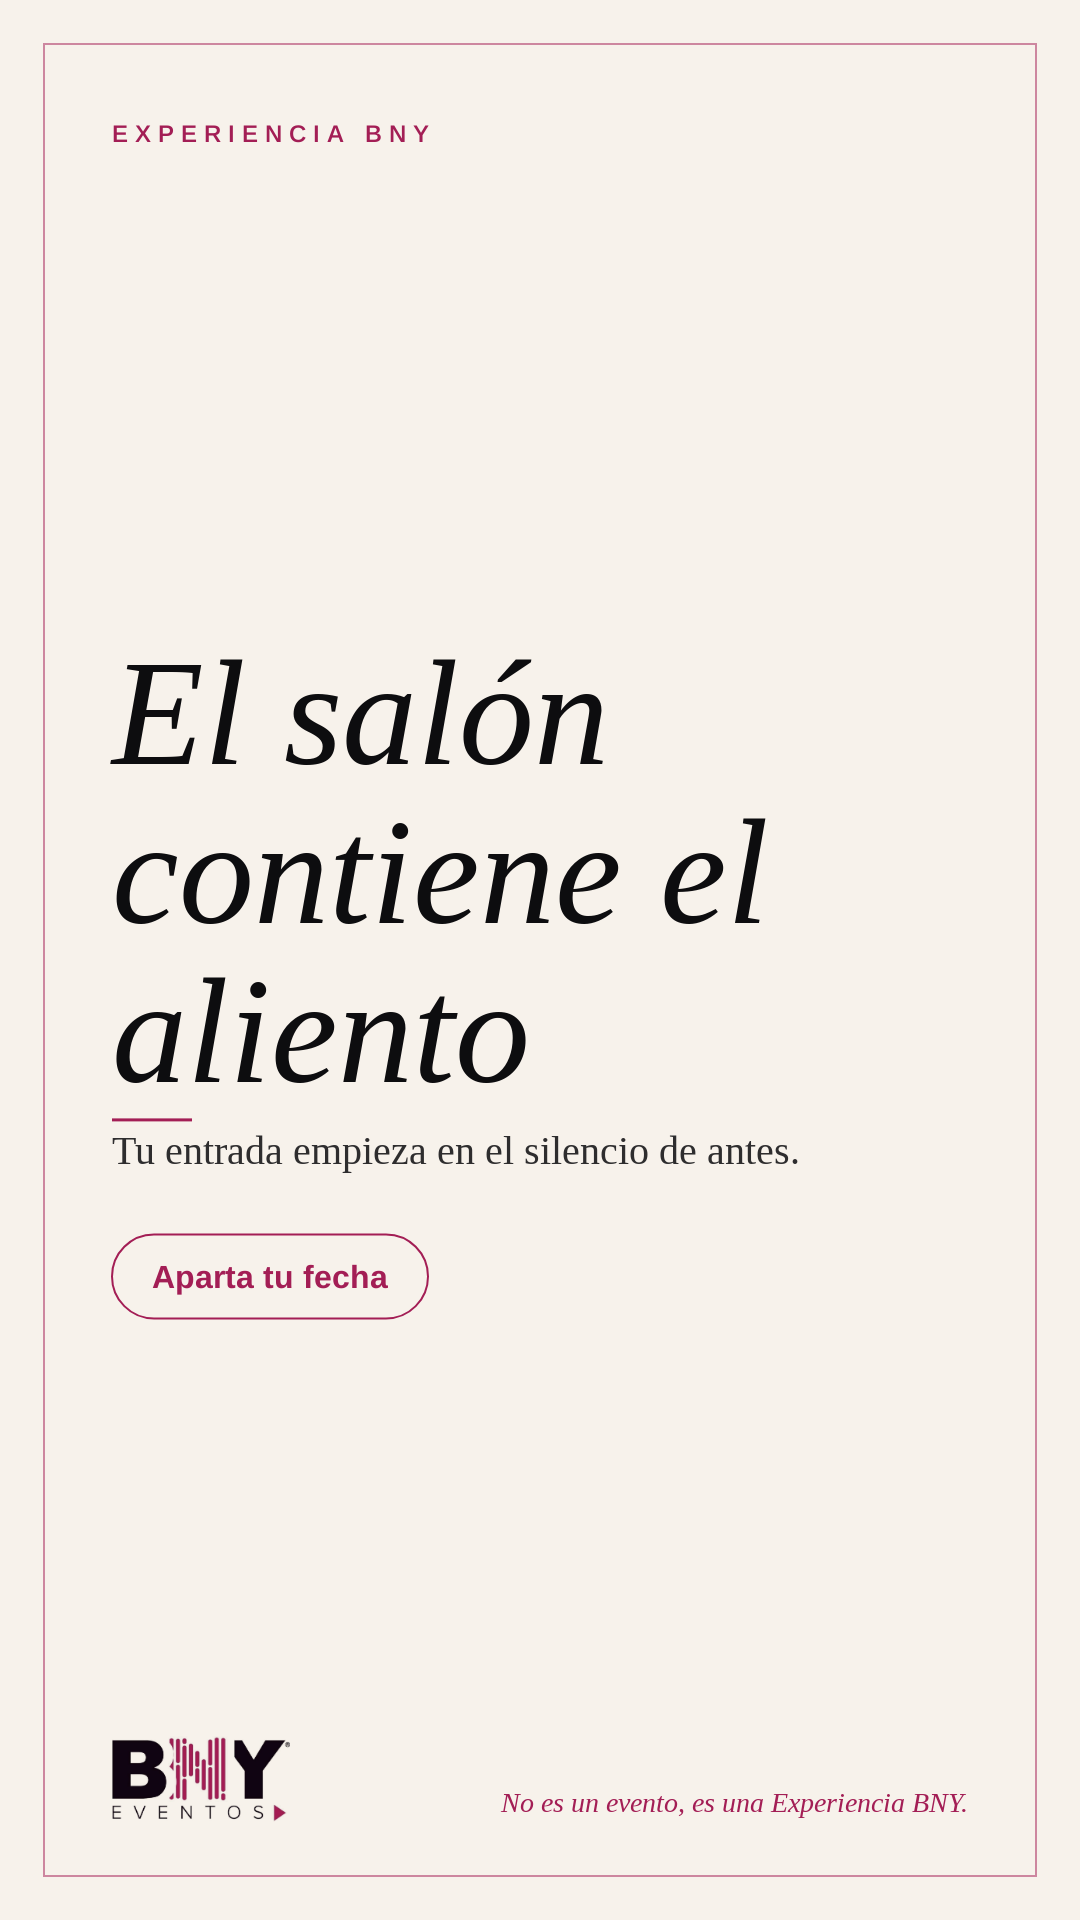 EXPERIENCIA BNY
El salón
contiene el
aliento
Tu entrada empieza en el silencio de antes.
Aparta tu fecha
BNY®
EVENTOS
No es un evento, es una Experiencia BNY.